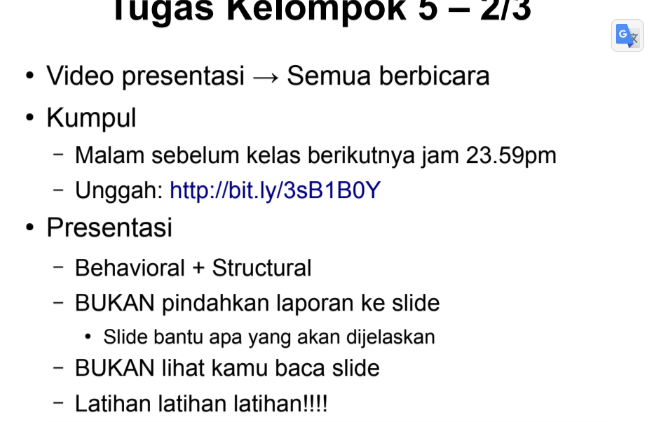 Tugas Kelompok 5 – 2/3
• Video presentasi → Semua berbicara
• Kumpul
– Malam sebelum kelas berikutnya jam 23.59pm
– Unggah: http://bit.ly/3sB1B0Y
• Presentasi
– Behavioral + Structural
– BUKAN pindahkan laporan ke slide
• Slide bantu apa yang akan dijelaskan
– BUKAN lihat kamu baca slide
– Latihan latihan latihan!!!!